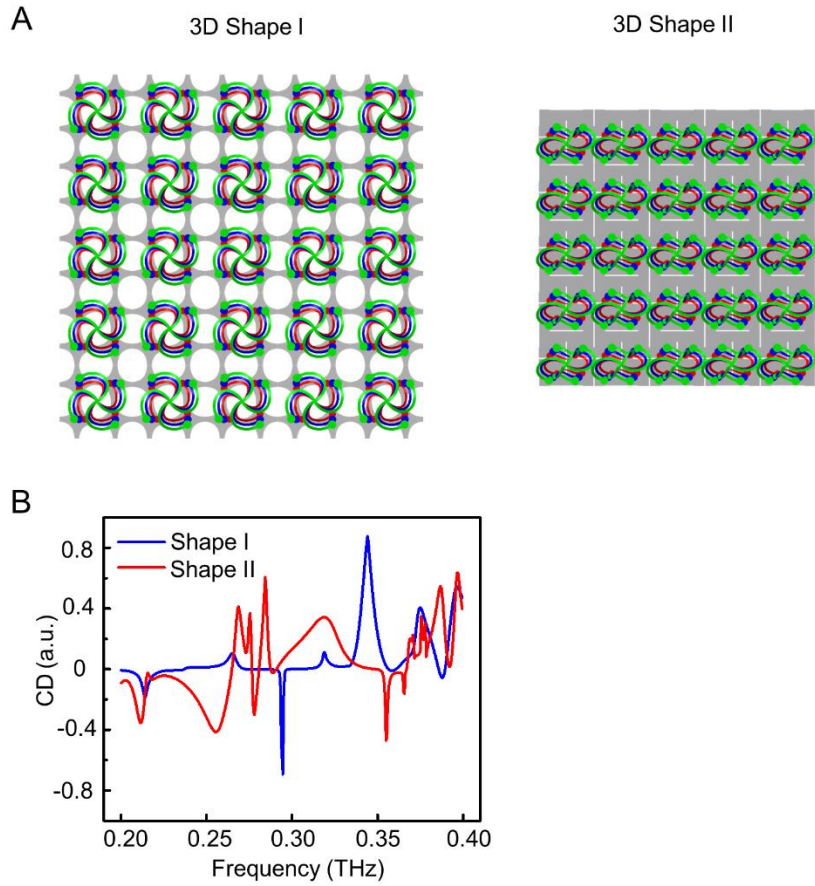 A
3D Shape I
3D Shape II
B
Shape I
Shape II
0.8
0.4
0
-0.4
-0.8
CD (a.u.)
0.20 0.25 0.30 0.35 0.40
Frequency (THz)